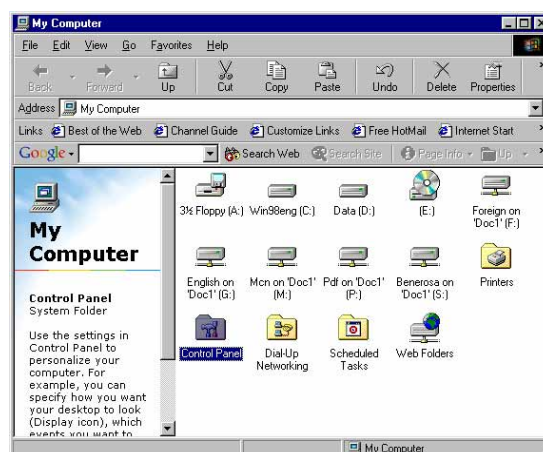 My Computer
File Edit View Go Favorites Help
Back Forward Up Cut Copy Paste Undo Delete Properties
Address My Computer
Links Best of the Web Channel Guide Customize Links Free HotMail Internet Start
Google Search Web Search Site Page Info Up
My
Computer
Control Panel
System Folder
Use the settings in
Control Panel to
personalize your
computer. For
example, you can
specify how you want
your desktop to look
(Display icon), which
events you want to
3½ Floppy (A:) Win98eng (C:) Data (D:) (E:) Foreign on
'Doc1' (F:)
English on Mcn on 'Doc1' Pdf on 'Doc1' Benerosa on Printers
'Doc1' (G:) (M:) (P:) 'Doc1' (S:)
Control Panel Dial-Up Scheduled Web Folders
Networking Tasks
My Computer